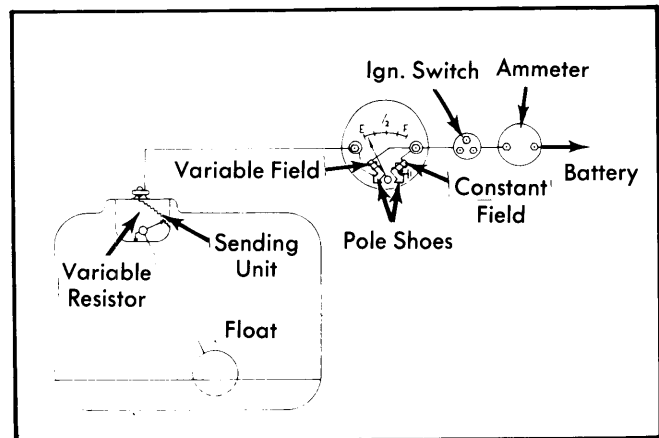 Ign. Switch
Ammeter
E 1/2 F
Variable Field
Constant
Field
Battery
Pole Shoes
Sending
Unit
Variable
Resistor
Float